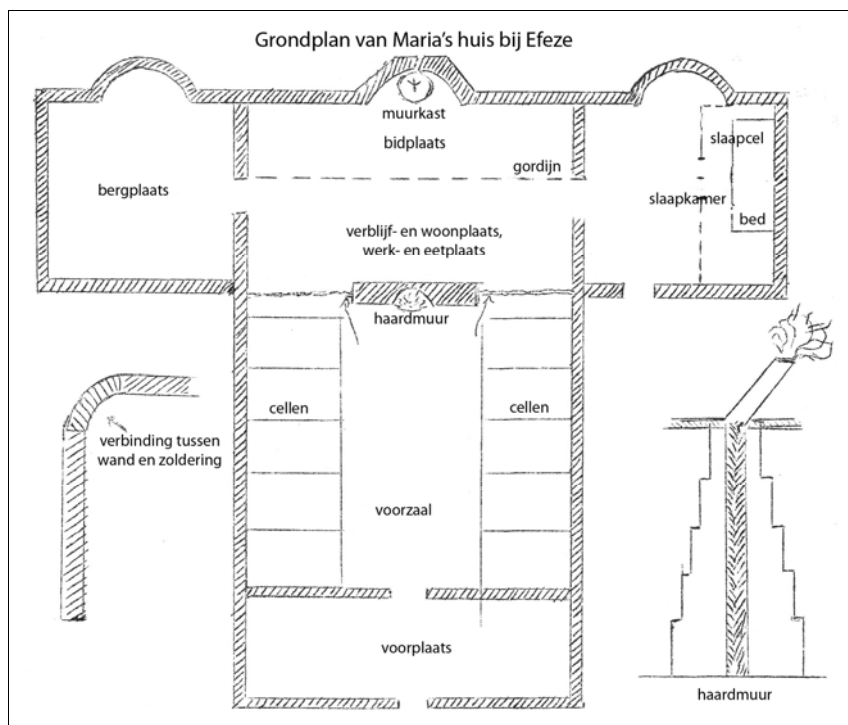 Grondplan van Maria's huis bij Efeze
muurkast
bidplaats
gordijn
slaapcel
bergplaats
slaapkamer
bed
verblijf- en woonplaats,
werk- en eetplaats
haardmuur
cellen
cellen
verbinding tussen
wand en zoldering
voorzaal
voorplaats
haardmuur